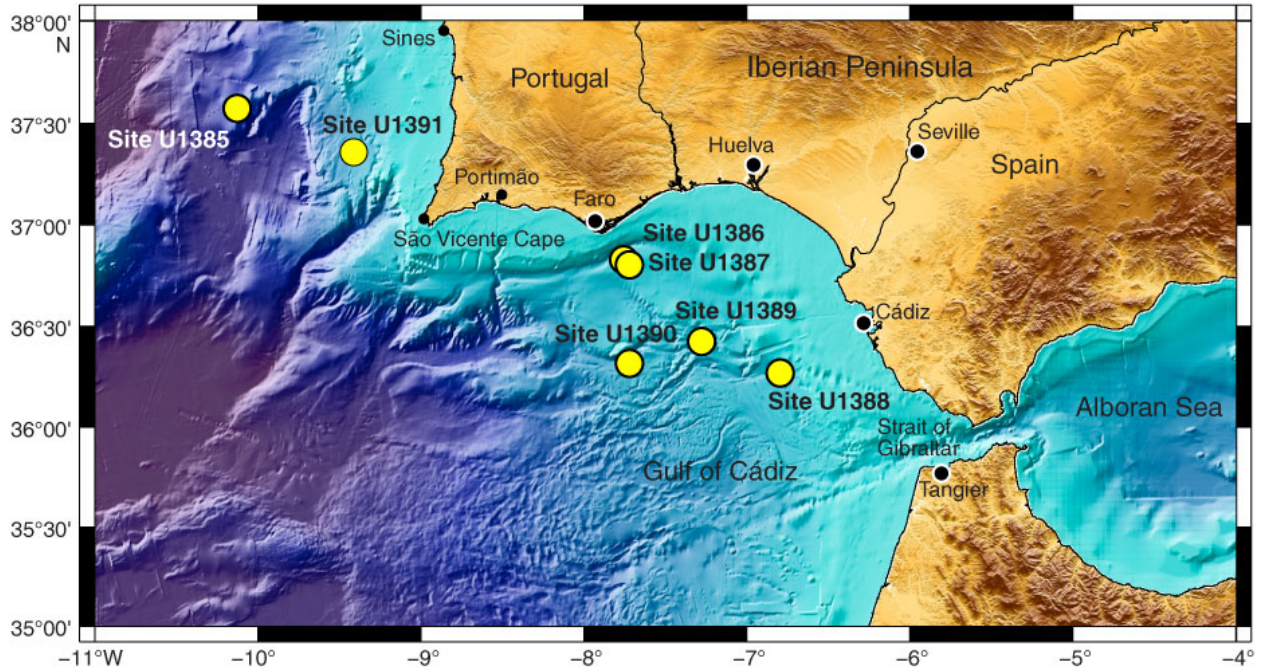 38°00'
N
37°30'
37°00'
36°30'
36°00'
35°30'
35°00'
Sines
Portugal
Iberian Peninsula
Site U1385
Site U1391
Huelva
Seville
Spain
Portimão
Faro
São Vicente Cape
Site U1386
Site U1387
Site U1389
Site U1390
Cádiz
Site U1388
Alboran Sea
Strait of
Gibraltar
Gulf of Cádiz
Tangier
−11°W
−10°
−9°
−8°
−7°
−6°
−5°
−4°